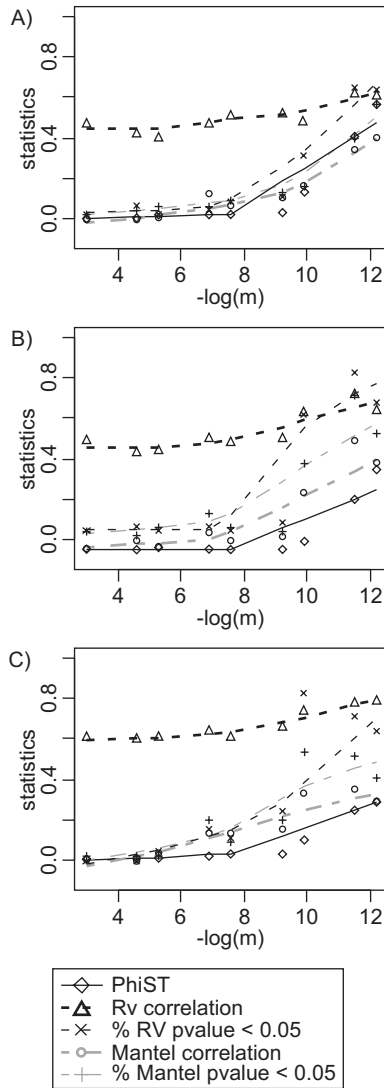 A)
0.8
0.4
0.0
statistics
4 6 8 10 12
-log(m)
B)
0.8
0.4
0.0
statistics
4 6 8 10 12
-log(m)
C)
0.8
0.4
0.0
statistics
4 6 8 10 12
-log(m)
PhiST
Rv correlation
% RV pvalue < 0.05
Mantel correlation
% Mantel pvalue < 0.05